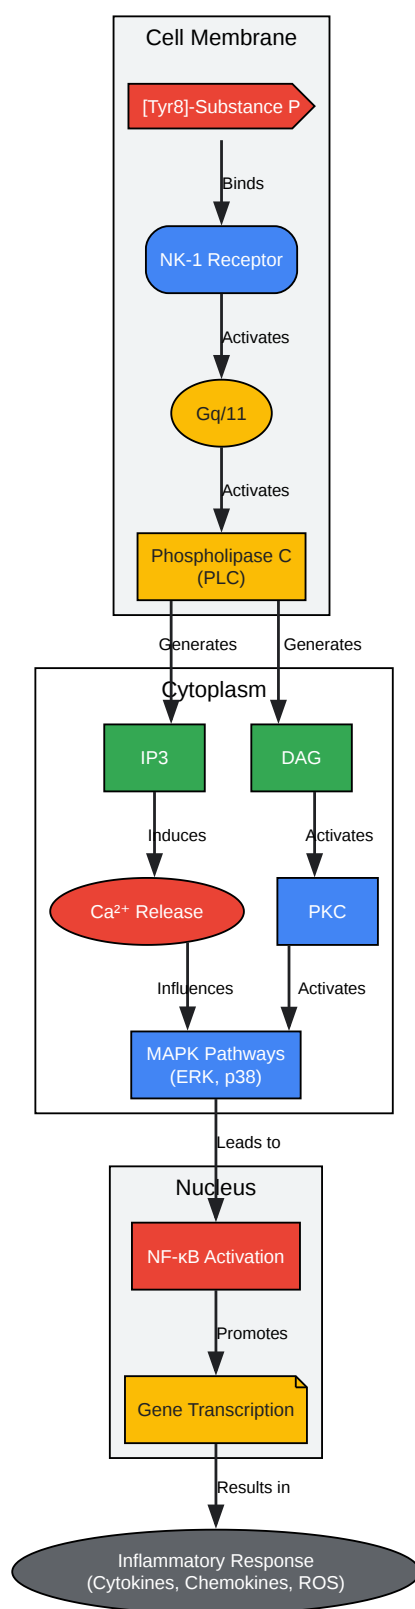 Cell Membrane
[Tyr8]-Substance P
Binds
NK-1 Receptor
Activates
Gq/11
Activates
Phospholipase C
(PLC)
Generates
Generates
Cytoplasm
IP3
DAG
Induces
Activates
Ca²⁺ Release
PKC
Influences
Activates
MAPK Pathways
(ERK, p38)
Leads to
Nucleus
NF-κB Activation
Promotes
Gene Transcription
Results in
Inflammatory Response
(Cytokines, Chemokines, ROS)